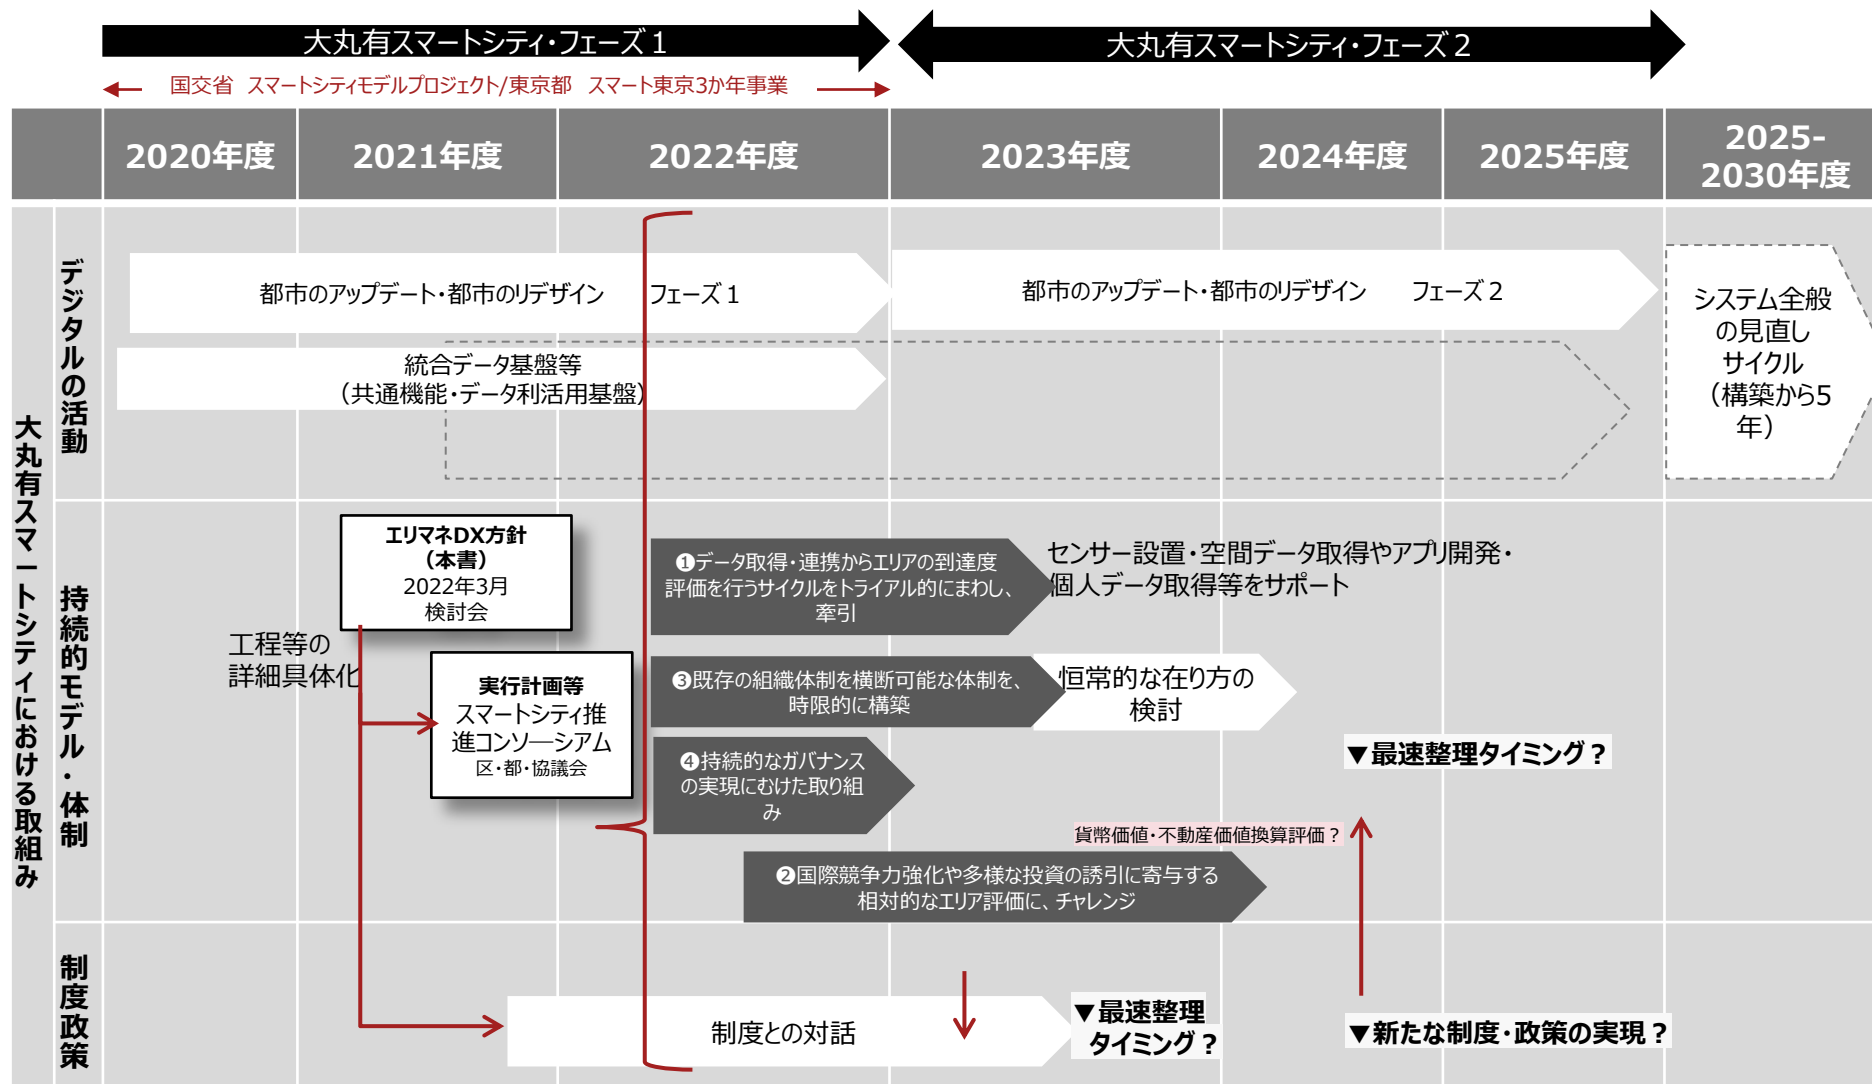 大丸有スマートシティ・フェーズ１
大丸有スマートシティ・フェーズ２
国交省　スマートシティモデルプロジェクト/東京都　スマート東京3か年事業
2020年度
2021年度
2022年度
2023年度
2024年度
2025年度
2025-
2030年度
大丸有スマートシティにおける取組み
デジタルの活動
都市のアップデート・都市のリデザイン　　フェーズ１
都市のアップデート・都市のリデザイン　　フェーズ２
統合データ基盤等
（共通機能・データ利活用基盤）
システム全般
の見直し
サイクル
（構築から5
年）
持続的モデル・体制
エリマネDX方針
（本書）
2022年3月
検討会
工程等の
詳細具体化
実行計画等
スマートシティ推
進コンソ―シアム
区・都・協議会
❶データ取得・連携からエリアの到達度
評価を行うサイクルをトライアル的にまわし、
牽引
センサー設置・空間データ取得やアプリ開発・
個人データ取得等をサポート
❸既存の組織体制を横断可能な体制を、
時限的に構築
恒常的な在り方の
検討
❹持続的なガバナンス
の実現にむけた取り組
み
▼最速整理タイミング？
貨幣価値・不動産価値換算評価？
❷国際競争力強化や多様な投資の誘引に寄与する
相対的なエリア評価に、チャレンジ
制度政策
制度との対話
▼最速整理
タイミング？
▼新たな制度・政策の実現？